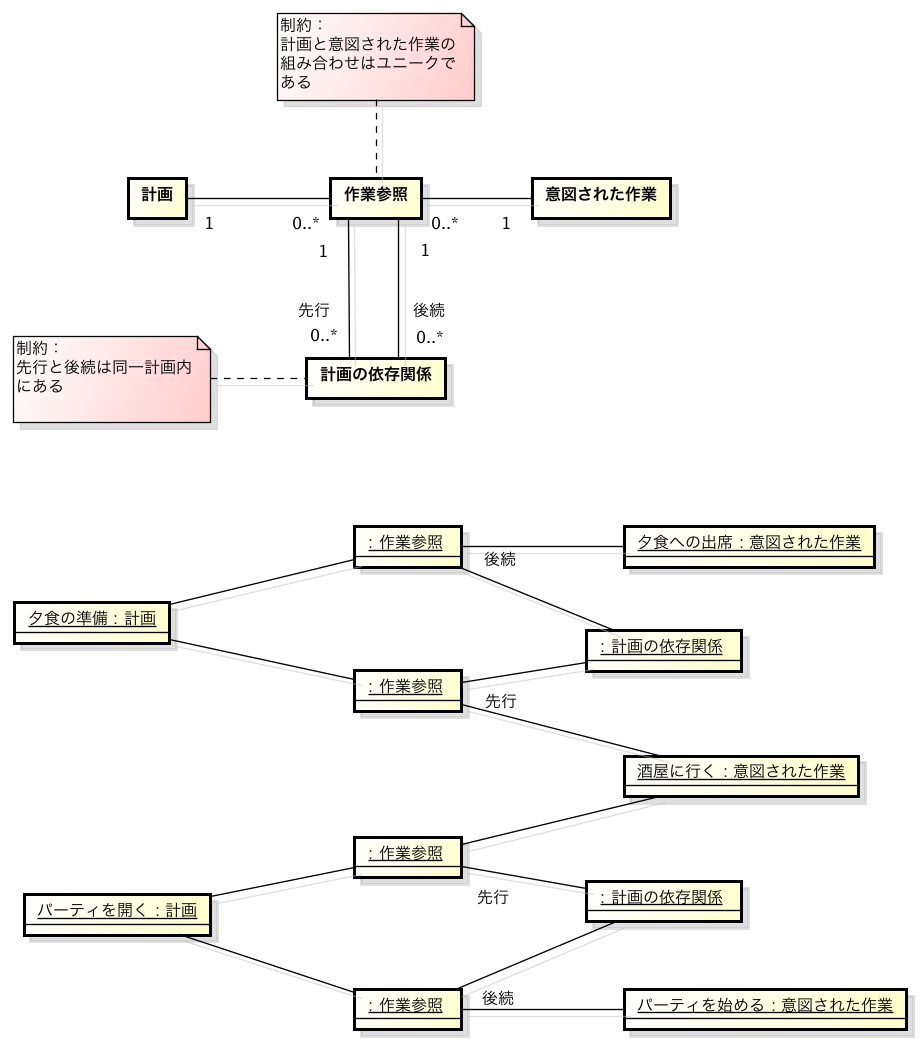 制約：
計画と意図された作業の
組み合わせはユニークで
ある
計画
作業参照
意図された作業
1
0..*
0..*
1
1
1
先行
後続
0..*
0..*
制約：
先行と後続は同一計画内
にある
計画の依存関係
：作業参照
夕食への出席：意図された作業
後続
夕食の準備：計画
：計画の依存関係
：作業参照
先行
酒屋に行く：意図された作業
：作業参照
先行
：計画の依存関係
パーティを開く：計画
：作業参照
後続
パーティを始める：意図された作業